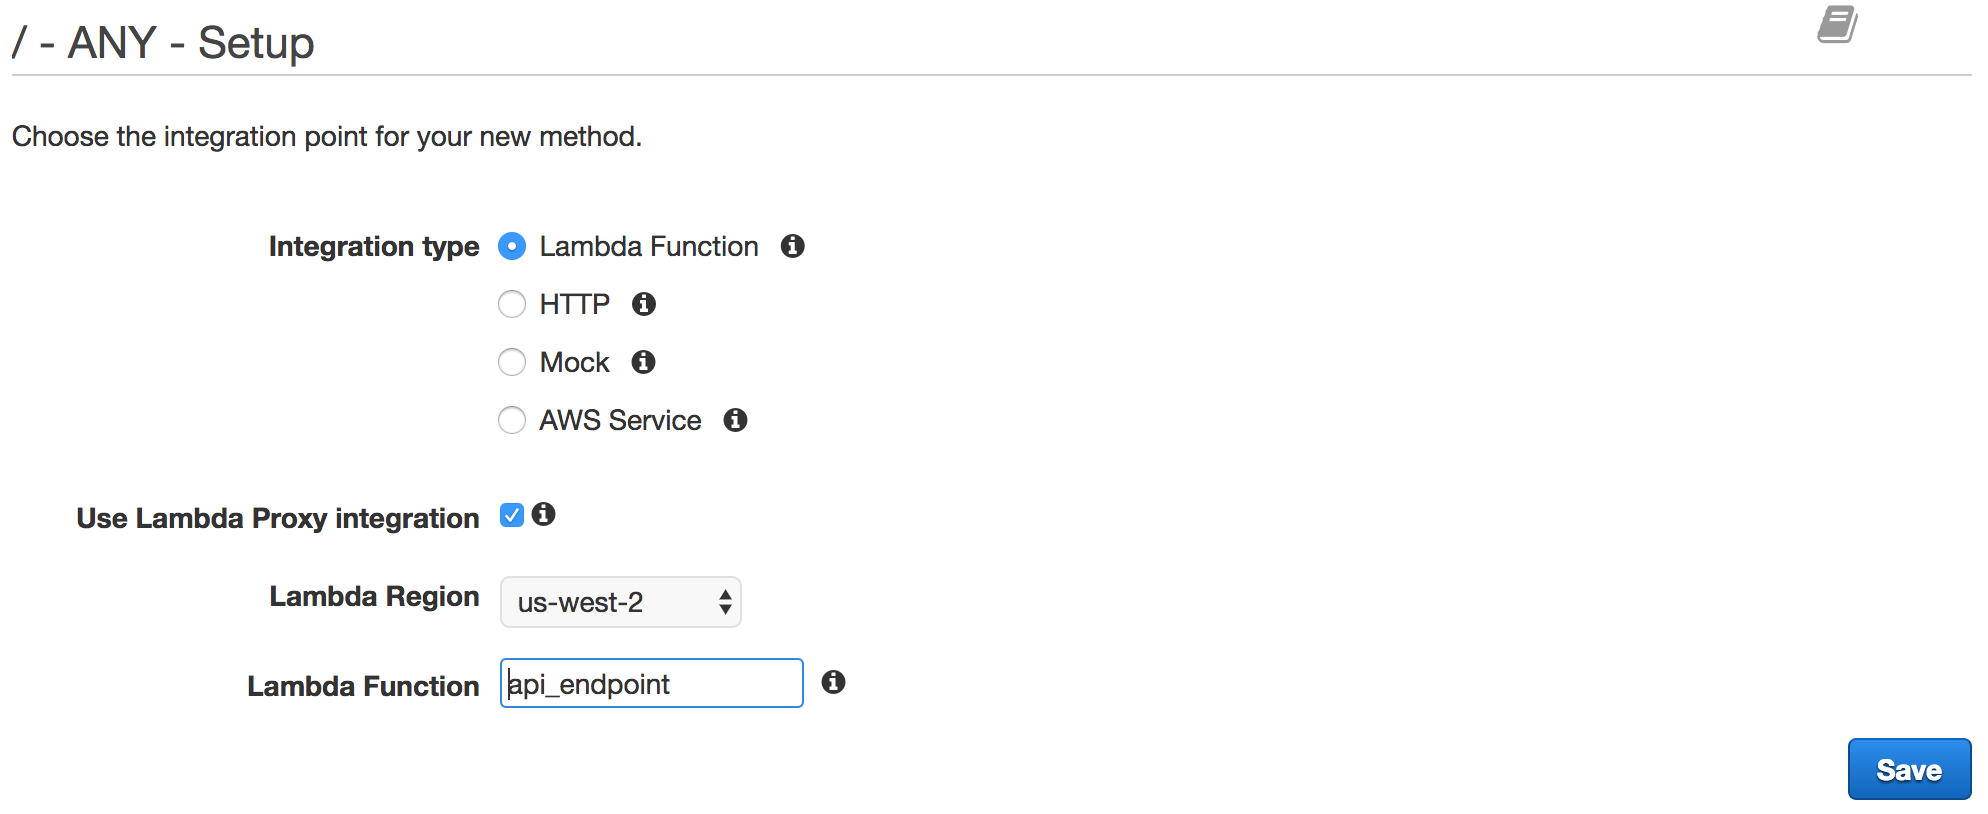 / - ANY - Setup
Choose the integration point for your new method.
Integration type Lambda Function
HTTP
Mock
AWS Service
Use Lambda Proxy integration
Lambda Region us-west-2
Lambda Function api_endpoint
Save